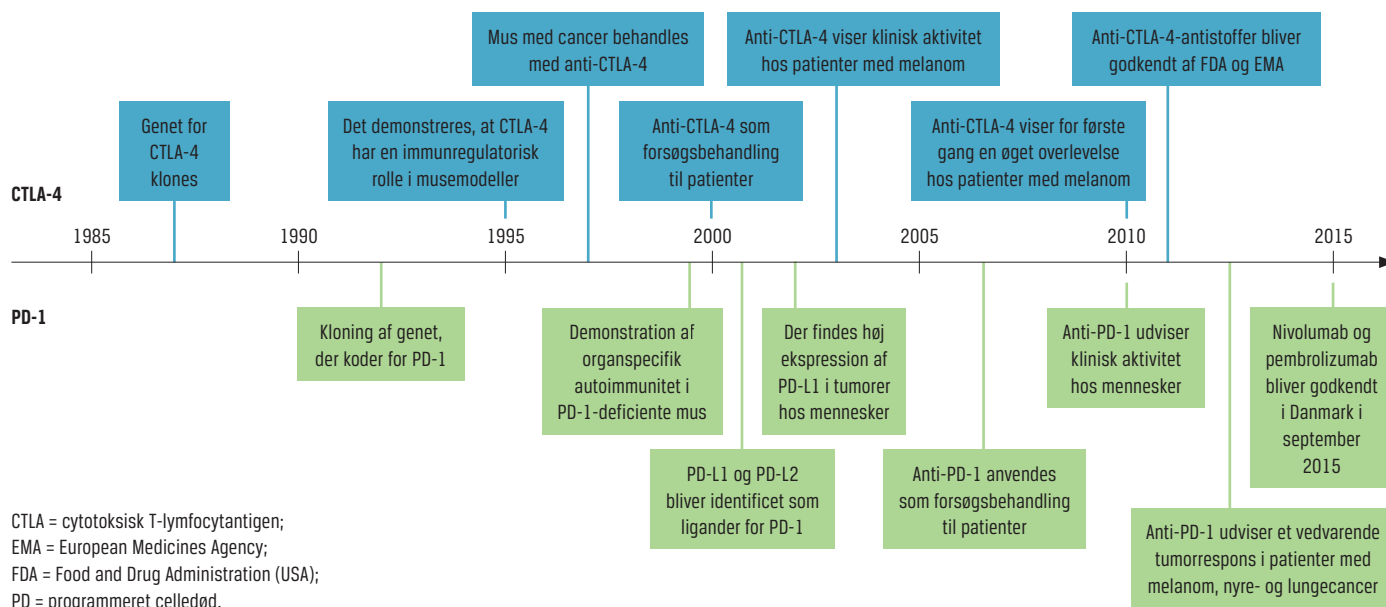 Mus med cancer behandles
med anti-CTLA-4
Anti-CTLA-4 viser klinisk aktivitet
hos patienter med melanom
Anti-CTLA-4-antistoffer bliver
godkendt af FDA og EMA
Genet for
CTLA-4
klones
Det demonstreres, at CTLA-4
har en immunregulatorisk
rolle i musemodeller
Anti-CTLA-4 som
forsøgsbehandling
til patienter
Anti-CTLA-4 viser for første
gang en øget overlevelse
hos patienter med melanom
CTLA-4
1985 1990 1995 2000 2005 2010 2015
PD-1
Kloning af genet,
der koder for PD-1
Demonstration af
organspecifik
autoimmunitet i
PD-1-deficiente mus
Der findes høj
ekspression af
PD-L1 i tumorer
hos mennesker
Anti-PD-1 udviser
klinisk aktivitet
hos mennesker
Nivolumab og
pembrolizumab
bliver godkendt
i Danmark i
september
2015
PD-L1 og PD-L2
bliver identificet som
ligander for PD-1
Anti-PD-1 anvendes
som forsøgsbehandling
til patienter
Anti-PD-1 udviser et vedvarende
tumorrespons i patienter med
melanom, nyre- og lungecancer
CTLA = cytotoksisk T-lymfocytantigen;
EMA = European Medicines Agency;
FDA = Food and Drug Administration (USA);
PD = programmeret celledød.